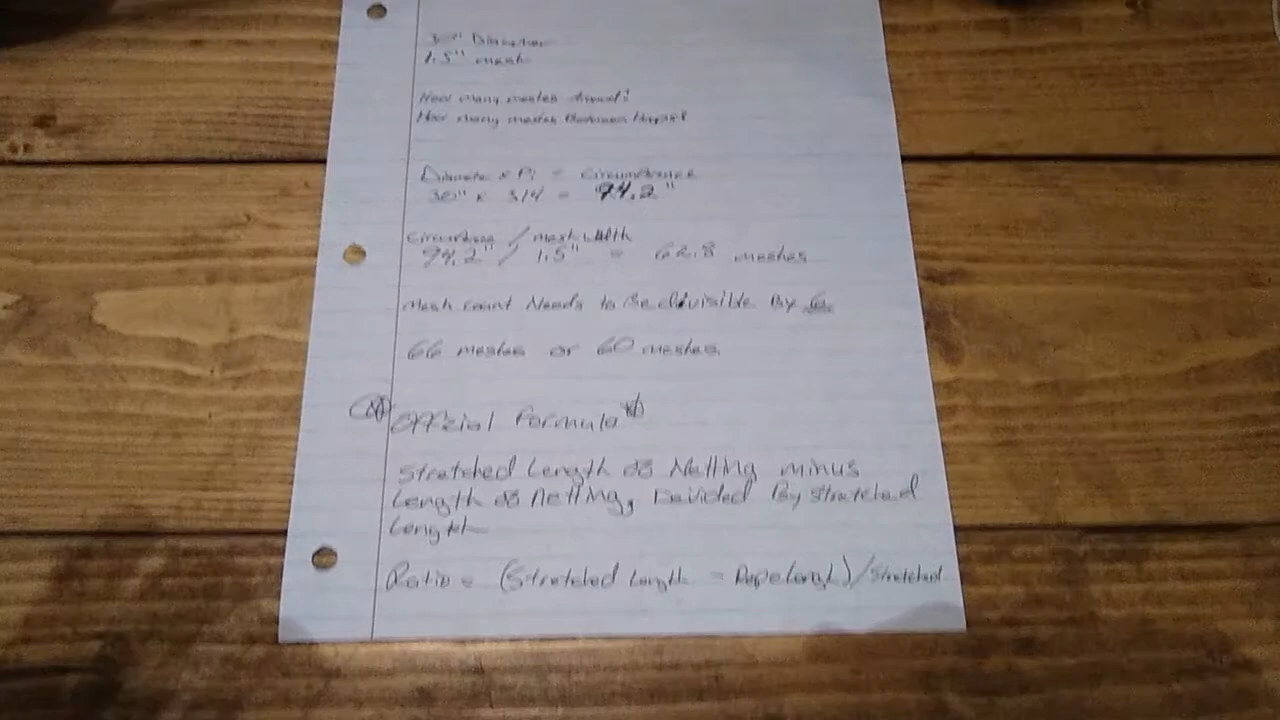 30" Diameter
1.5" mesh
How many meshes Around?
How many meshes Between Hoops?
Diameter x Pi = Circumference
30" x 3.14 = 94.2"
/ mesh width
94.2" / 1.5" = 62.8 meshes
Mesh count Needs to Be divisible By 6
66 meshes or 60 meshes.
Official Formula
Stretched Length of Netting minus
Length of Netting, Devided By Stretched
Length
Ratio = (Stretched Length - Rope Length) / Stretched